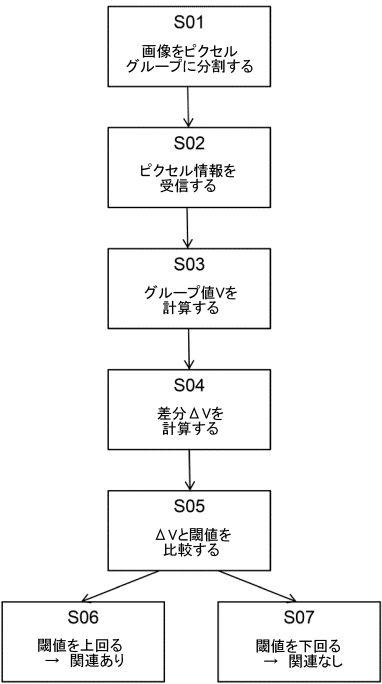 S01
画像をピクセル
グループに分割する
S02
ピクセル情報を
受信する
S03
グループ値Vを
計算する
S04
差分ΔVを
計算する
S05
ΔVと閾値を
比較する
S06
閾値を上回る
→ 関連あり
S07
閾値を下回る
→ 関連なし